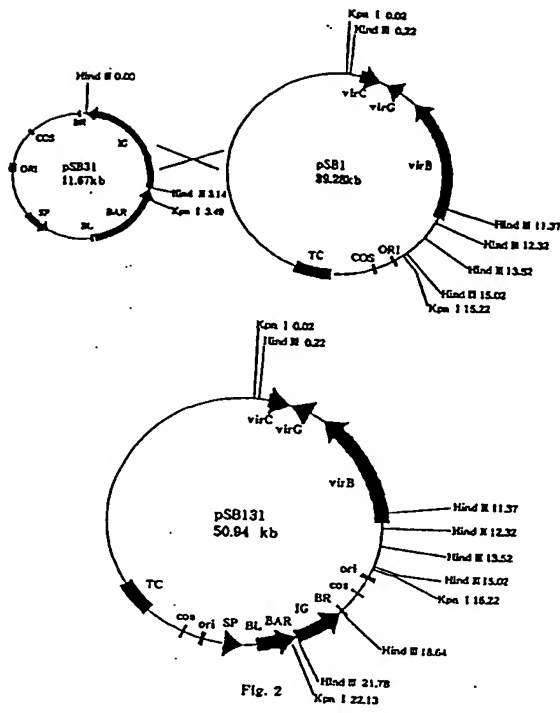 Kpn I 0.02
Hind III 0.22
virC
virG
virB
pSB1
39.28kb
Hind III 11.37
Hind III 12.32
Hind III 13.52
Hind III 15.02
Kpn I 15.22
ORI
COS
TC
Hind III 0.00
IG
COS
pSB31
11.67kb
ORI
SP
BL
BAR
Hind III 3.14
Kpn I 3.49
Kpn I 0.02
Hind III 0.22
virC
virG
virB
pSB131
50.94 kb
Hind III 11.37
Hind III 12.32
Hind III 13.52
Hind III 15.02
Kpn I 16.22
ori
cos
TC
cos
ori
SP
BL
BAR
IG
BR
Hind III 18.64
Hind III 21.78
Kpn I 22.13
Fig. 2